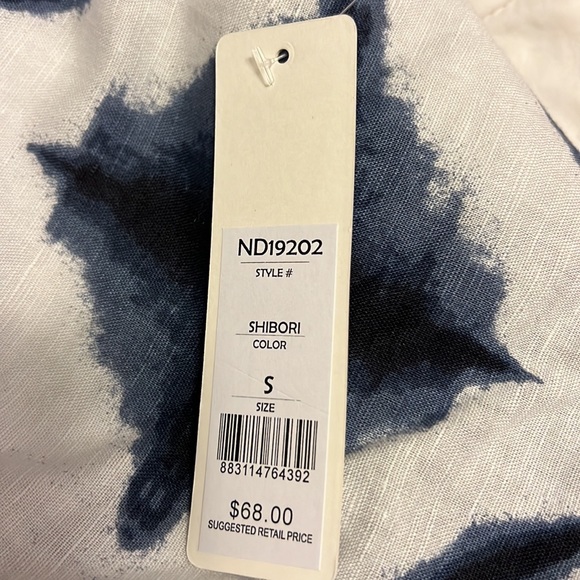 ND19202
STYLE #
SHIBORI
COLOR
S
SIZE
883114764392
$68.00
SUGGESTED RETAIL PRICE